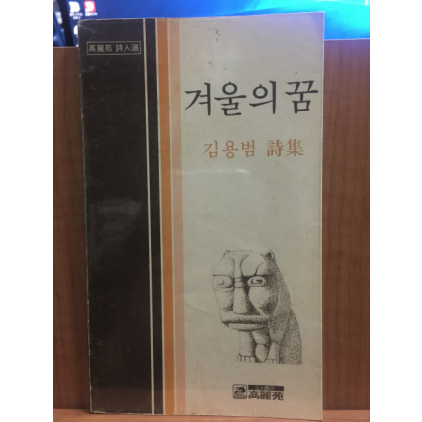 高麗苑 詩人選
겨울의 꿈
김용범 詩集
高麗苑